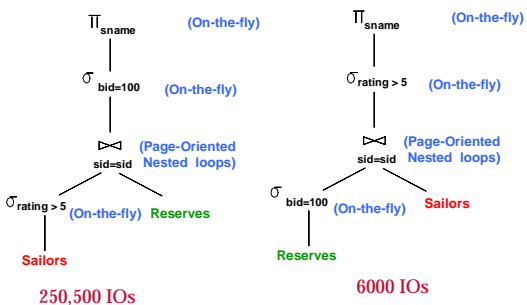 π sname (On-the-fly)
σ bid=100 (On-the-fly)
⋈ (Page-Oriented
sid=sid Nested loops)
σ rating > 5 (On-the-fly) Reserves
Sailors
250,500 IOs
π sname (On-the-fly)
σ rating > 5 (On-the-fly)
⋈ (Page-Oriented
sid=sid Nested loops)
σ bid=100 (On-the-fly) Sailors
Reserves
6000 IOs